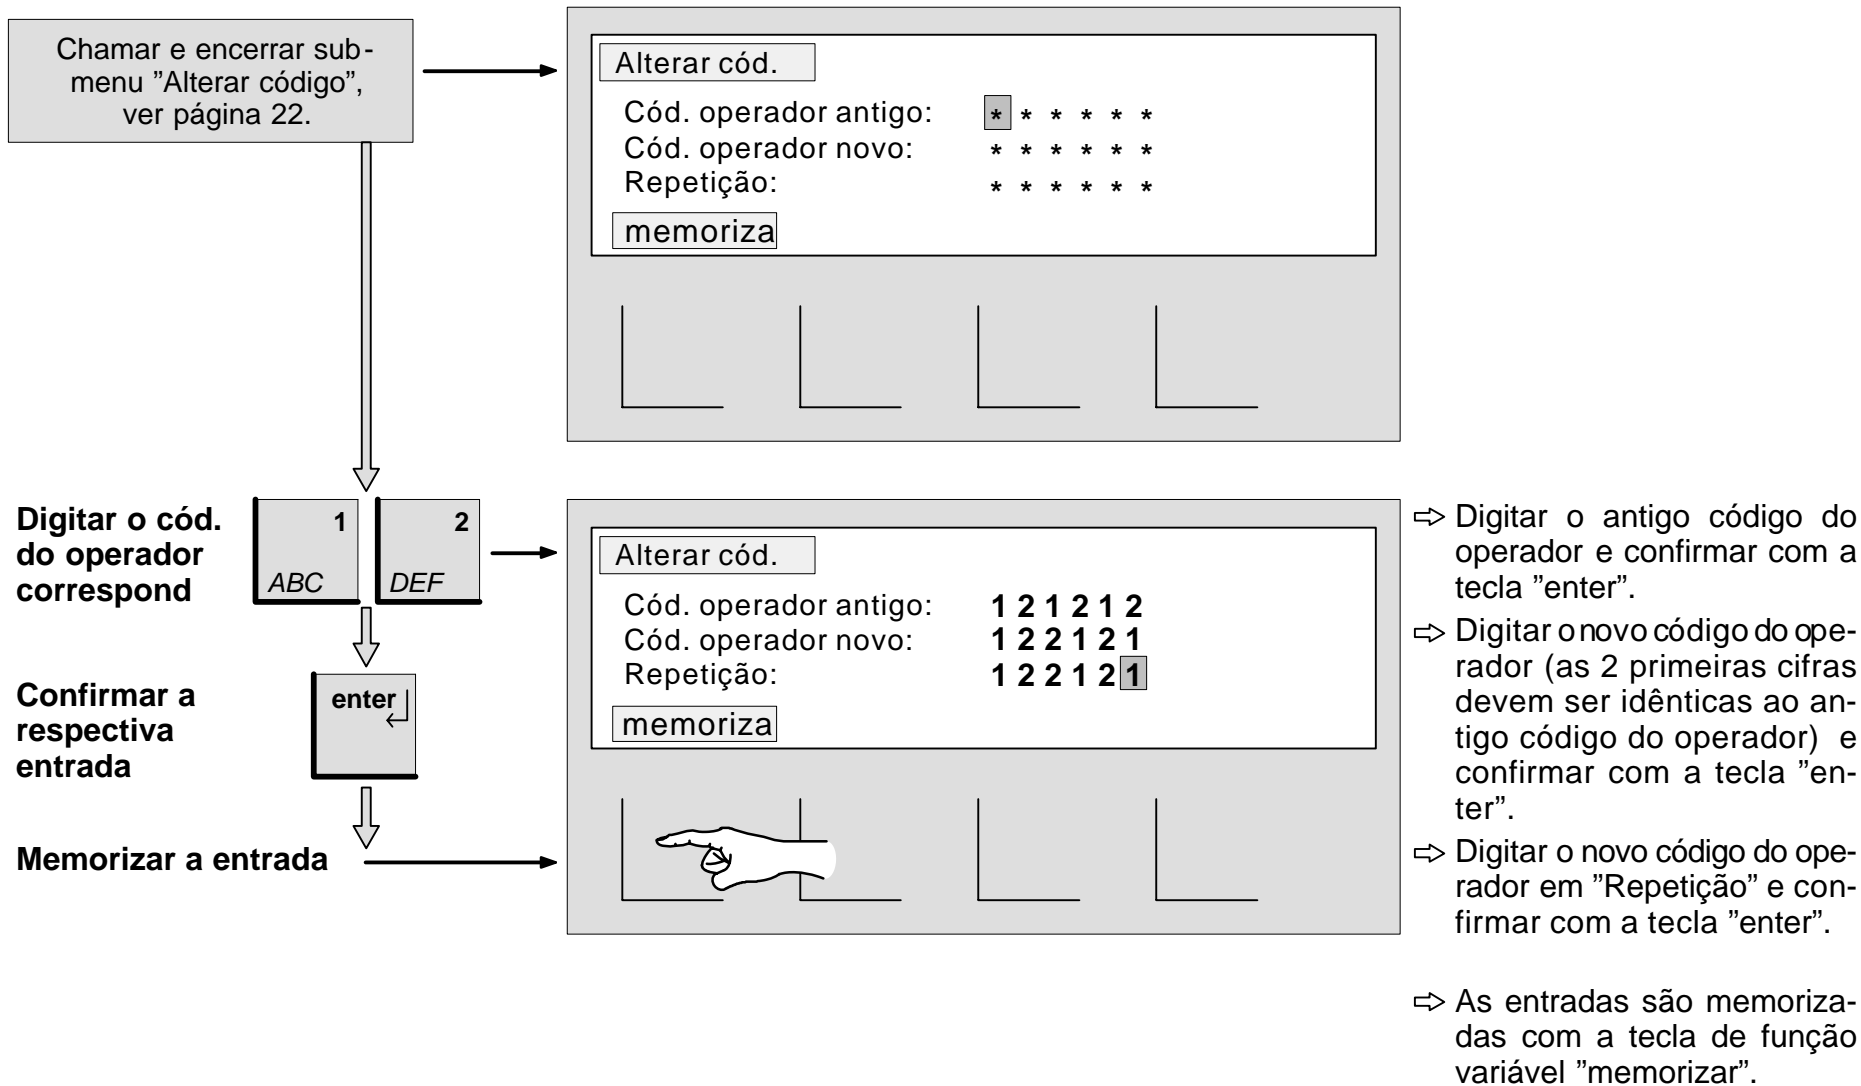 Chamar e encerrar sub-
menu ”Alterar código”,
ver página 22.
Alterar cód.
Cód. operador antigo: * * * * * *
Cód. operador novo: * * * * * *
Repetição: * * * * * *
memoriza
Digitar o cód.
do operador
correspond
1
ABC
2
DEF
Confirmar a
respectiva
entrada
enter
Memorizar a entrada
Alterar cód.
Cód. operador antigo: 1 2 1 2 1 2
Cód. operador novo: 1 2 2 1 2 1
Repetição: 1 2 2 1 2 1
memoriza
⇨ Digitar o antigo código do
operador e confirmar com a
tecla ”enter”.
⇨ Digitar o novo código do ope-
rador (as 2 primeiras cifras
devem ser idênticas ao an-
tigo código do operador) e
confirmar com a tecla ”en-
ter”.
⇨ Digitar o novo código do ope-
rador em ”Repetição” e con-
firmar com a tecla ”enter”.
⇨ As entradas são memoriza-
das com a tecla de função
variável ”memorizar”.